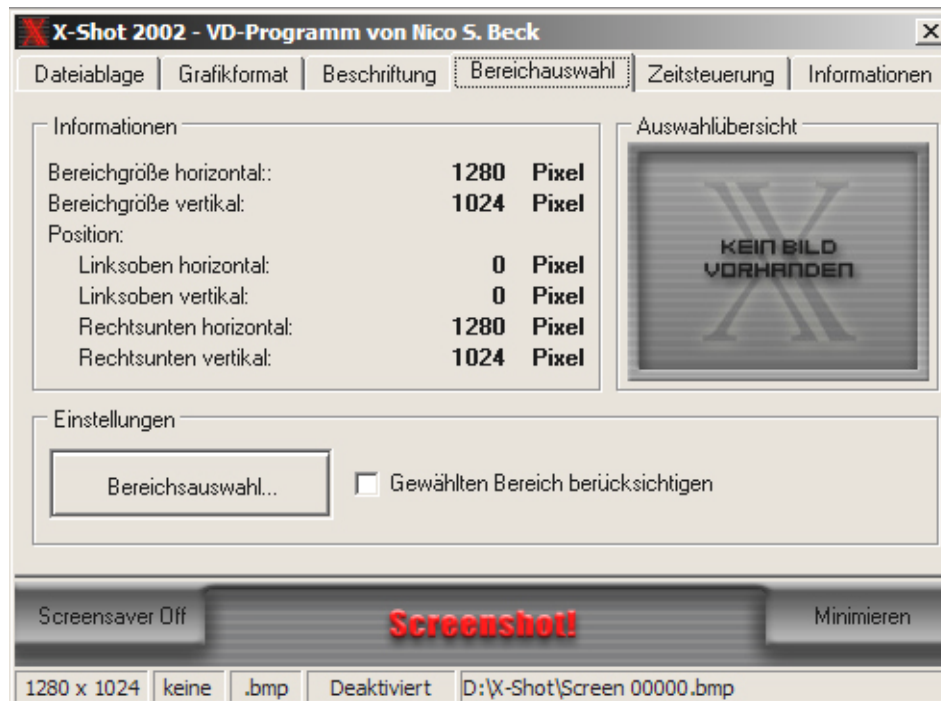 X-Shot 2002 - VD-Programm von Nico S. Beck
Dateiablage Grafikformat Beschriftung Bereichauswahl Zeitsteuerung Informationen
Informationen
Bereichgröße horizontal:: 1280 Pixel
Bereichgröße vertikal: 1024 Pixel
Position:
Linksoben horizontal: 0 Pixel
Linksoben vertikal: 0 Pixel
Rechtsunten horizontal: 1280 Pixel
Rechtsunten vertikal: 1024 Pixel
Auswahlübersicht
KEIN BILD
VORHANDEN
Einstellungen
Bereichsauswahl... Gewählten Bereich berücksichtigen
Screensaver Off Screenshot! Minimieren
1280 x 1024 keine .bmp Deaktiviert D:\X-Shot\Screen 00000.bmp